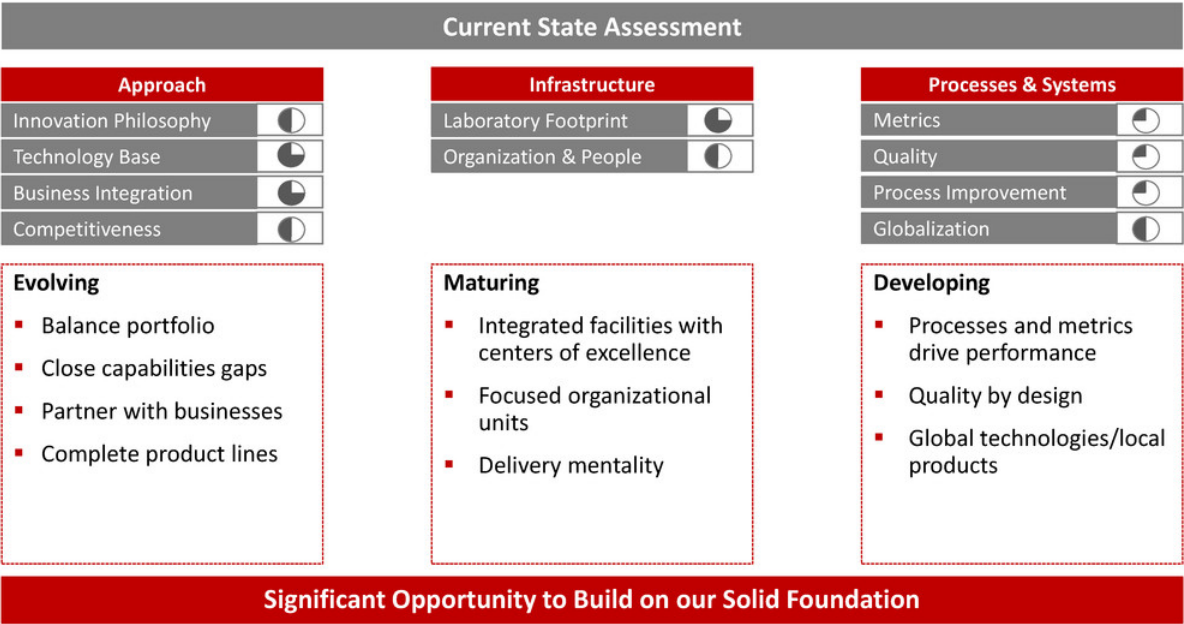 Current State Assessment
Approach
Innovation Philosophy
Technology Base
Business Integration
Competitiveness
Infrastructure
Laboratory Footprint
Organization & People
Processes & Systems
Metrics
Quality
Process Improvement
Globalization
Evolving
Balance portfolio
Close capabilities gaps
Partner with businesses
Complete product lines
Maturing
Integrated facilities with
centers of excellence
Focused organizational
units
Delivery mentality
Developing
Processes and metrics
drive performance
Quality by design
Global technologies/local
products
Significant Opportunity to Build on our Solid Foundation